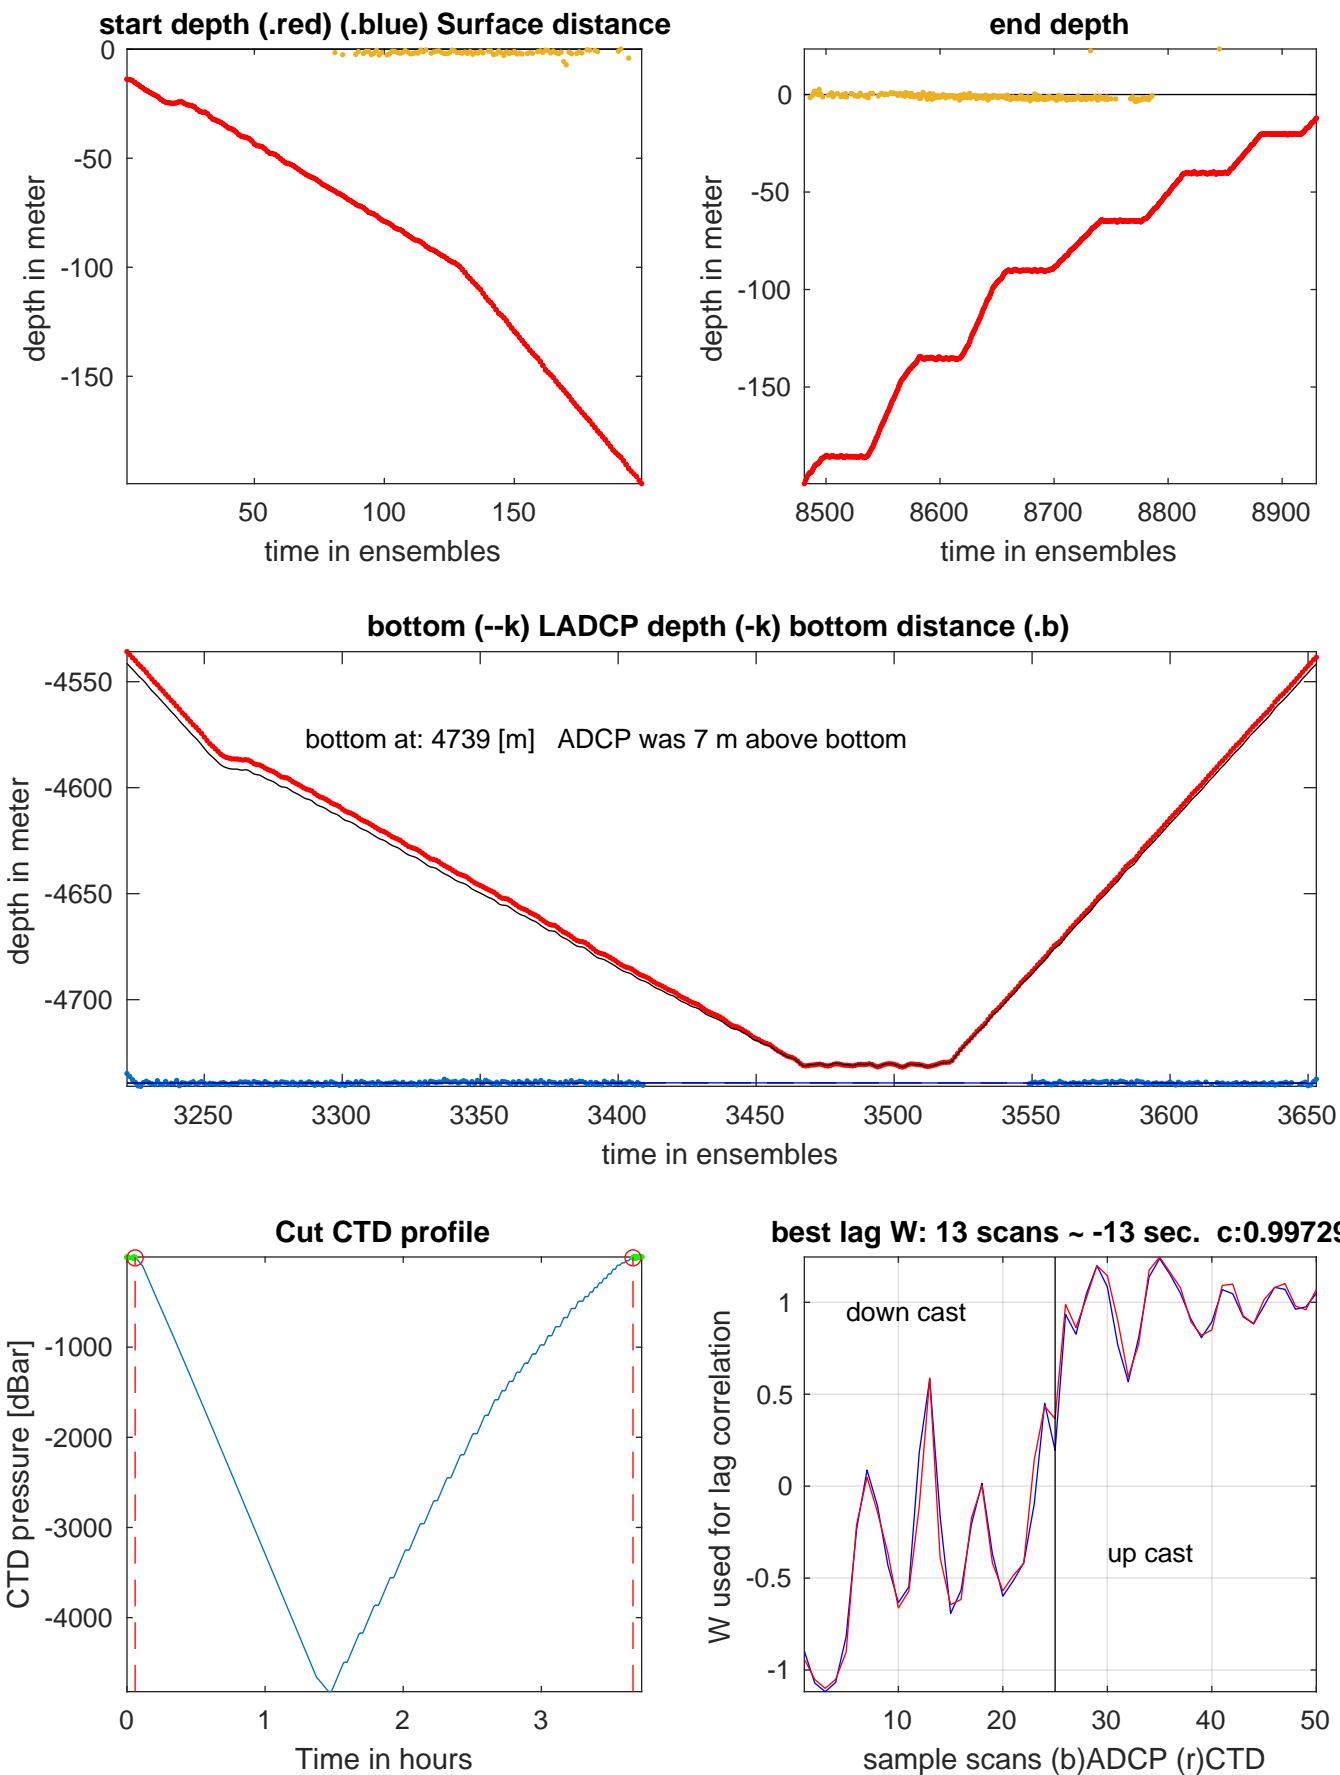 start depth (.red) (.blue) Surface distance
0
-50
-100
-150
depth in meter
50
100
150
time in ensembles
end depth
0
-50
-100
-150
depth in meter
8500
8600
8700
8800
8900
time in ensembles
bottom (--k) LADCP depth (-k) bottom distance (.b)
-4550
-4600
-4650
-4700
depth in meter
bottom at: 4739 [m]   ADCP was 7 m above bottom
3250
3300
3350
3400
3450
3500
3550
3600
3650
time in ensembles
Cut CTD profile
-1000
-2000
-3000
-4000
CTD pressure [dBar]
0
1
2
3
Time in hours
best lag W: 13 scans ~ -13 sec.  c:0.99729
1
0.5
0
-0.5
-1
W used for lag correlation
down cast
up cast
10
20
30
40
50
sample scans (b)ADCP (r)CTD